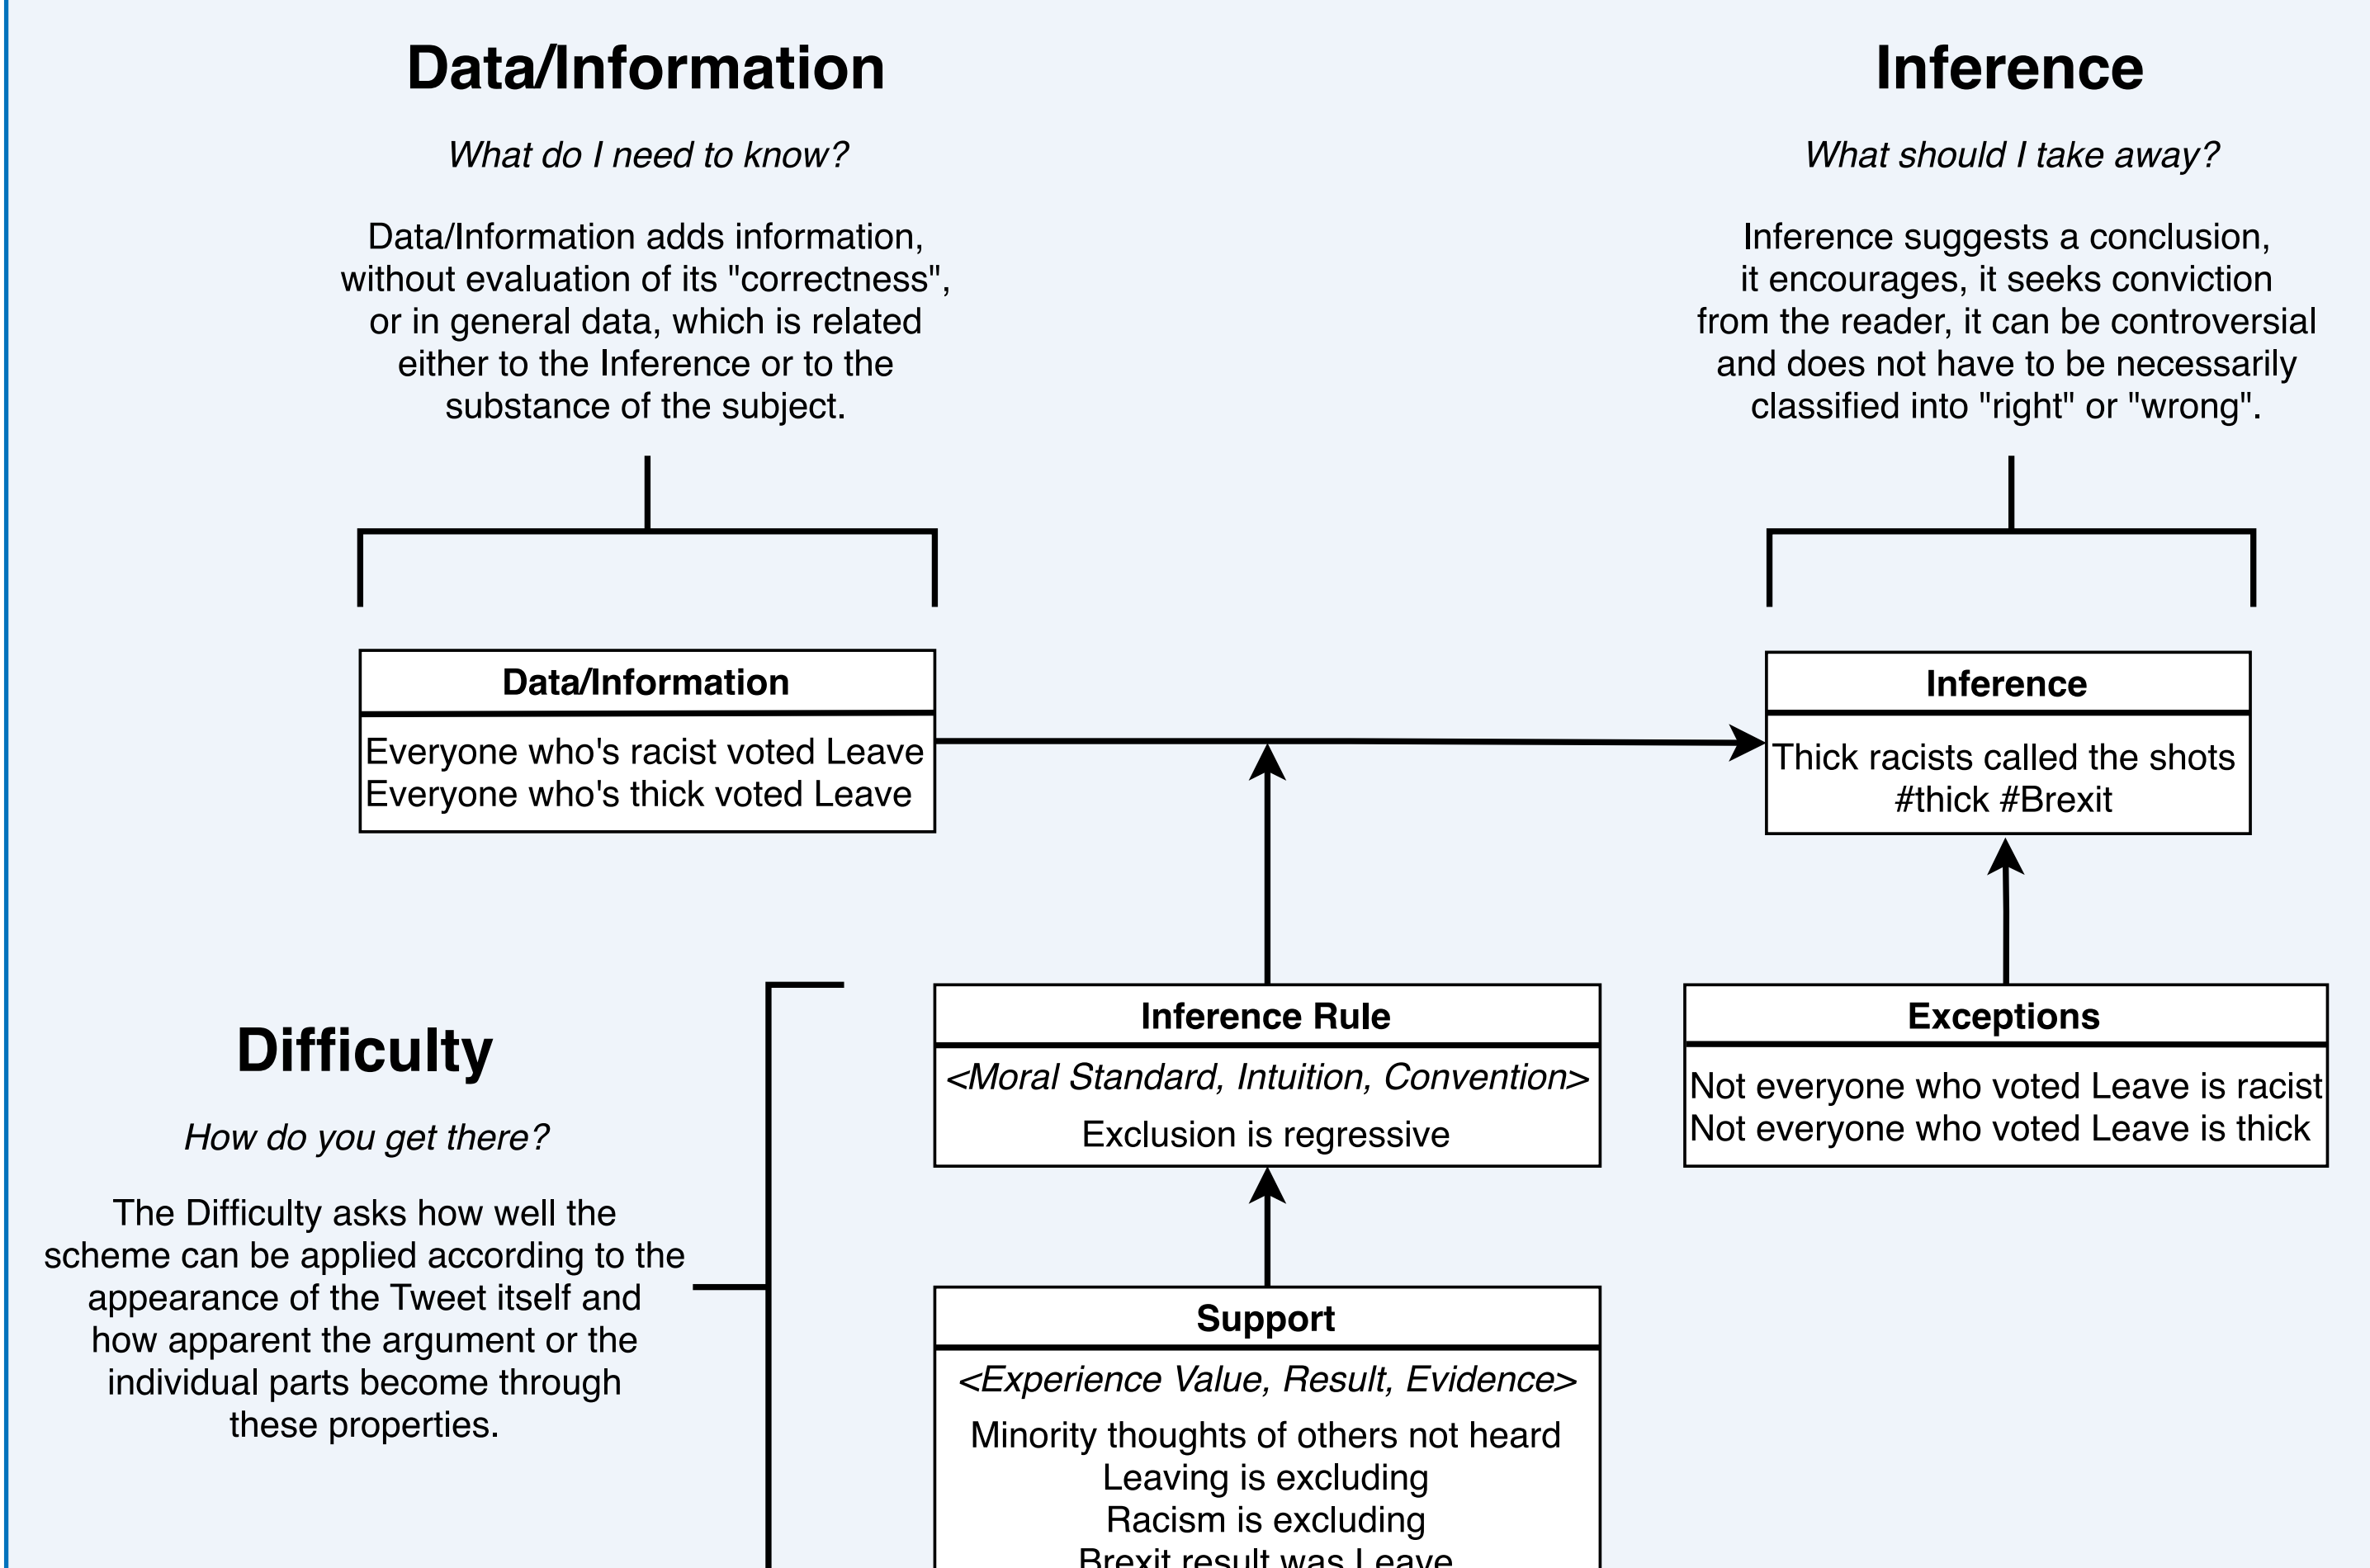 Data/Information
What do I need to know?
Data/Information adds information,
without evaluation of its "correctness",
or in general data, which is related
either to the Inference or to the
substance of the subject.
Inference
What should I take away?
Inference suggests a conclusion,
it encourages, it seeks conviction
from the reader, it can be controversial
and does not have to be necessarily
classified into "right" or "wrong".
Data/Information
Everyone who's racist voted Leave
Everyone who's thick voted Leave
Inference
Thick racists called the shots
#thick #Brexit
Difficulty
How do you get there?
The Difficulty asks how well the
scheme can be applied according to the
appearance of the Tweet itself and
how apparent the argument or the
individual parts become through
these properties.
Inference Rule
<Moral Standard, Intuition, Convention>
Exclusion is regressive
Exceptions
Not everyone who voted Leave is racist
Not everyone who voted Leave is thick
Support
<Experience Value, Result, Evidence>
Minority thoughts of others not heard
Leaving is excluding
Racism is excluding
Brexit result was Leave